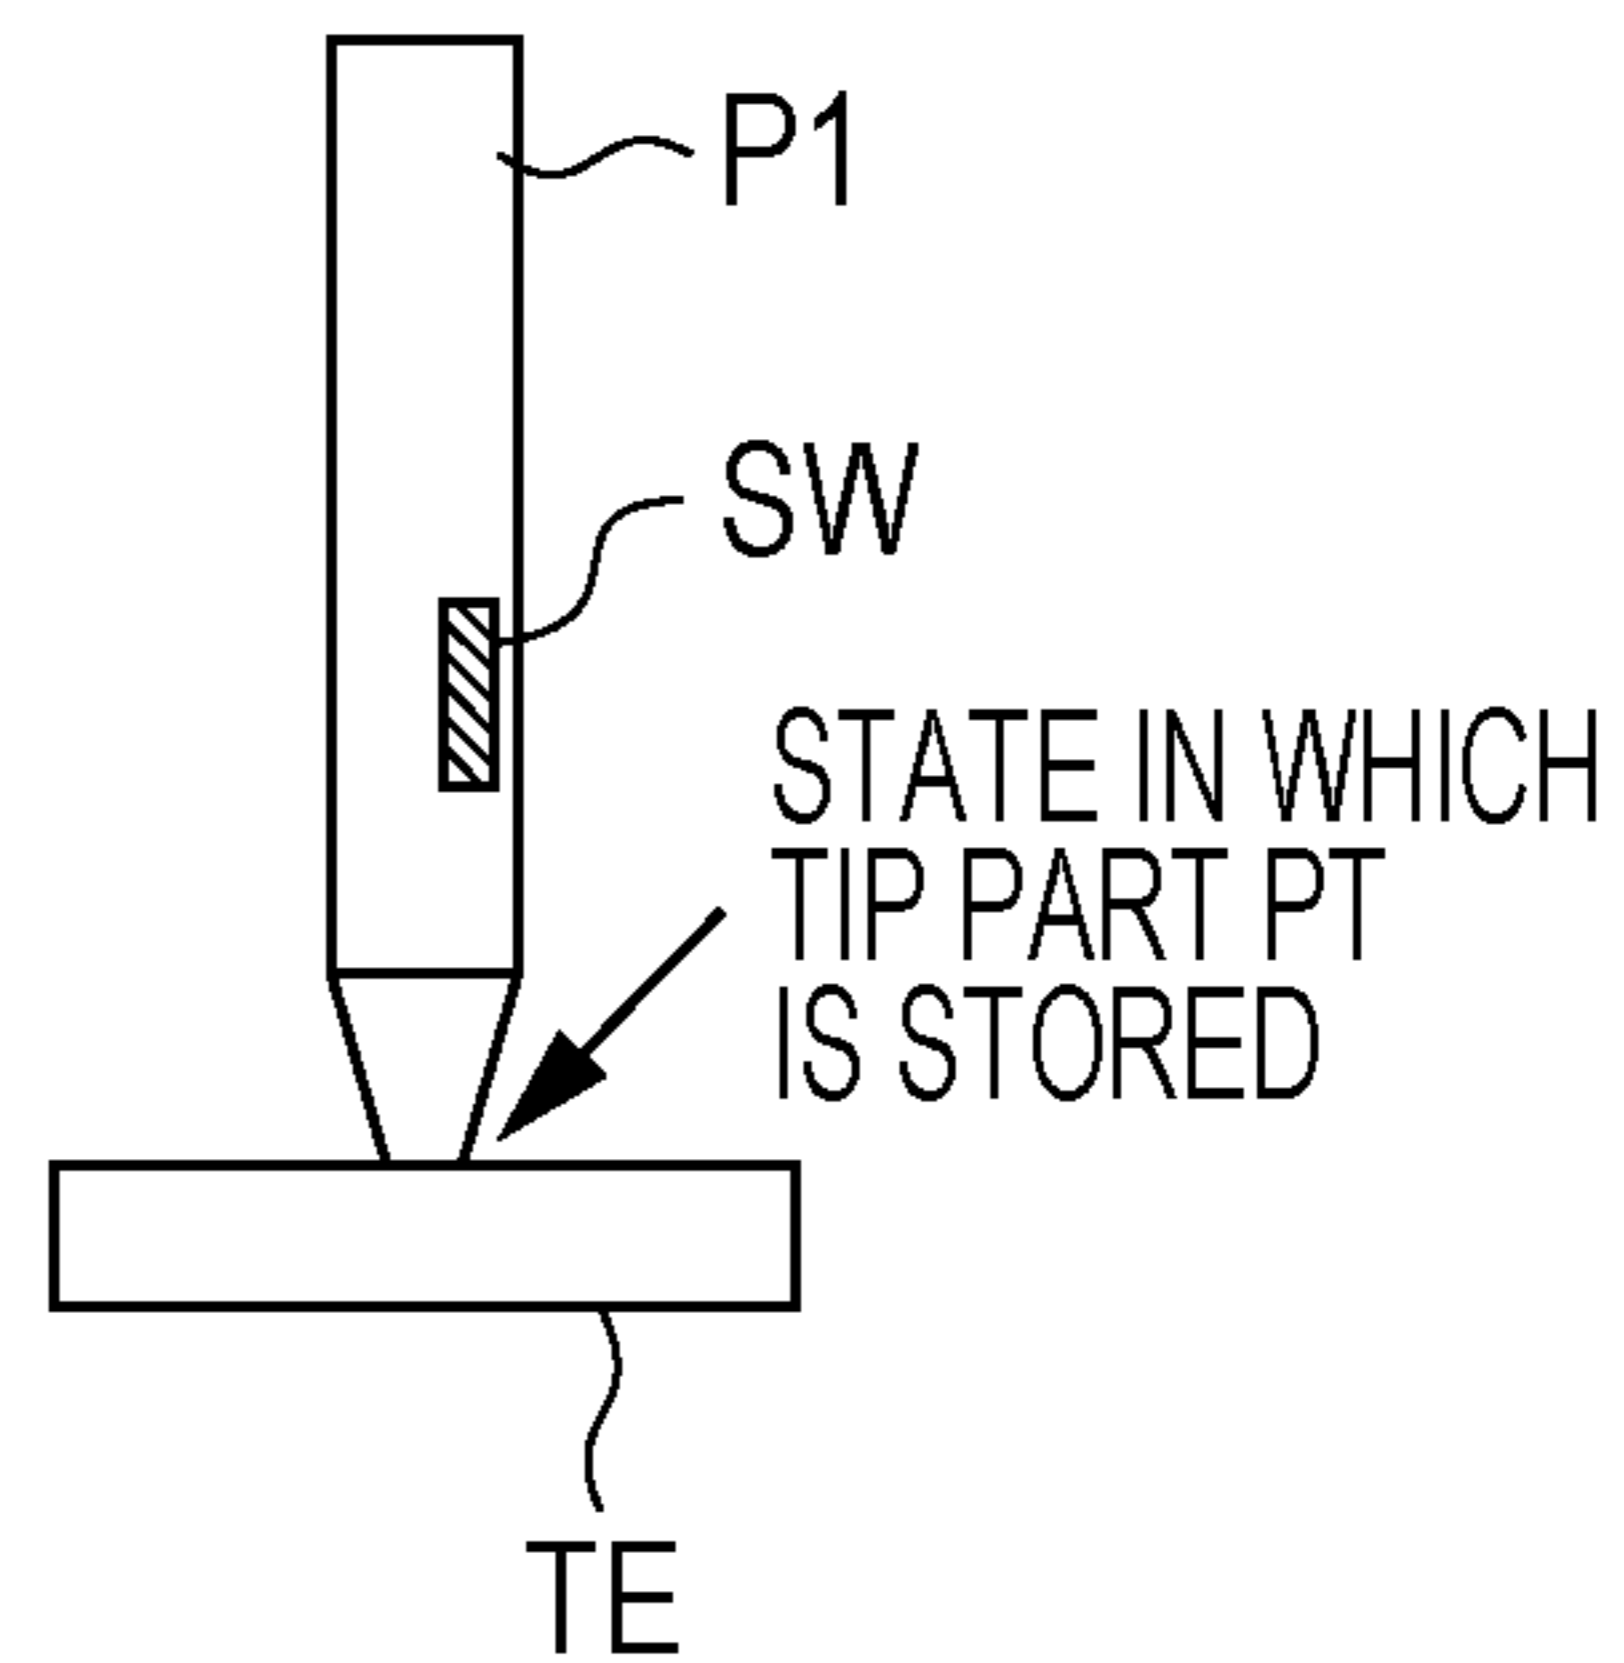 P1
SW
STATE IN WHICH
TIP PART PT
IS STORED
TE